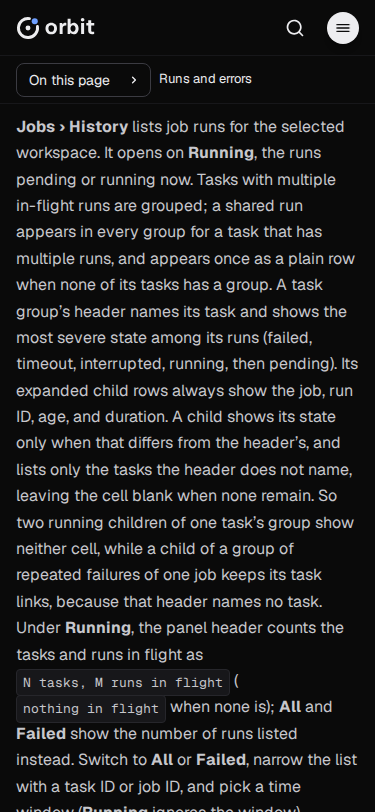 orbit
On this page
Runs and errors
Jobs › History lists job runs for the selected
workspace. It opens on Running, the runs
pending or running now. Tasks with multiple
in-flight runs are grouped; a shared run
appears in every group for a task that has
multiple runs, and appears once as a plain row
when none of its tasks has a group. A task
group’s header names its task and shows the
most severe state among its runs (failed,
timeout, interrupted, running, then pending). Its
expanded child rows always show the job, run
ID, age, and duration. A child shows its state
only when that differs from the header’s, and
lists only the tasks the header does not name,
leaving the cell blank when none remain. So
two running children of one task’s group show
neither cell, while a child of a group of
repeated failures of one job keeps its task
links, because that header names no task.
Under Running, the panel header counts the
tasks and runs in flight as
N tasks, M runs in flight (
nothing in flight when none is); All and
Failed show the number of runs listed
instead. Switch to All or Failed, narrow the list
with a task ID or job ID, and pick a time
window (Running ignores the window)